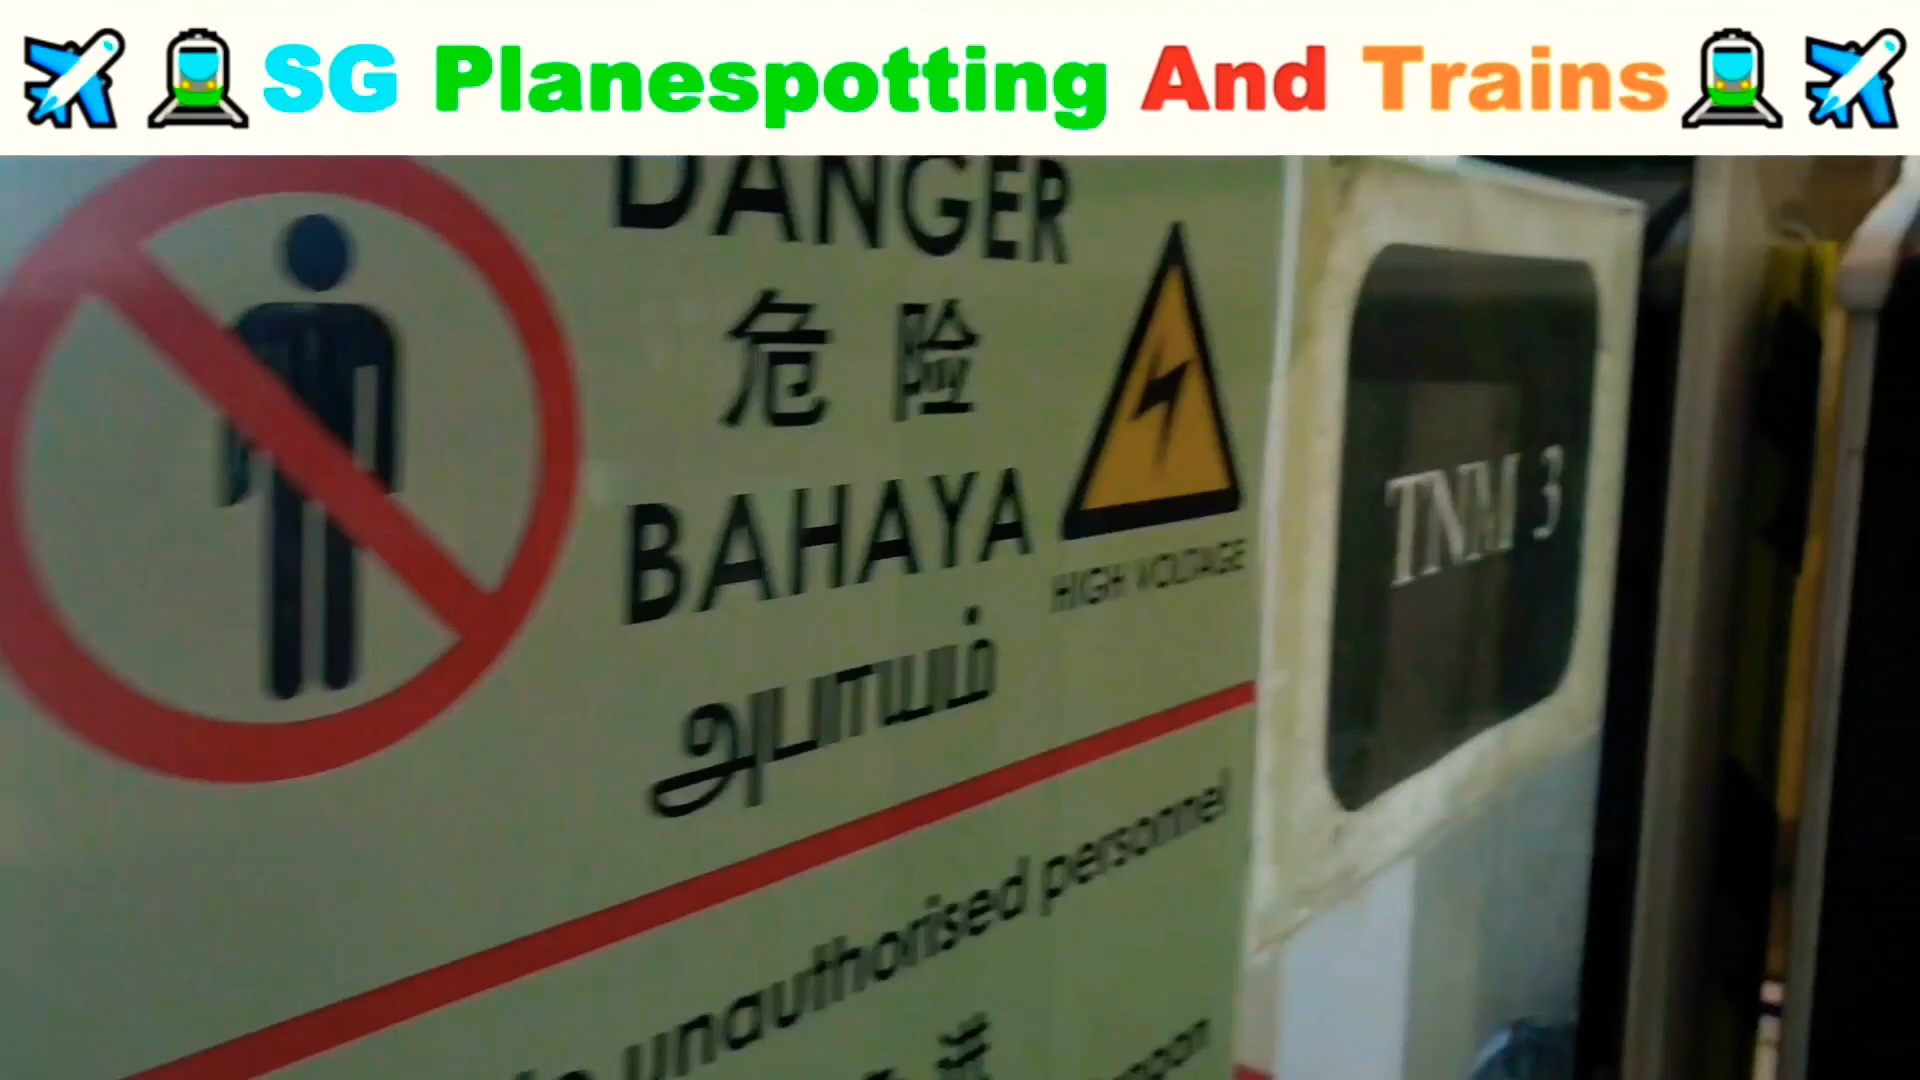 SG Planespotting And Trains
DANGER
危险
BAHAYA
அபாயம்
HIGH VOLTAGE
TNM 3
unauthorised personnel